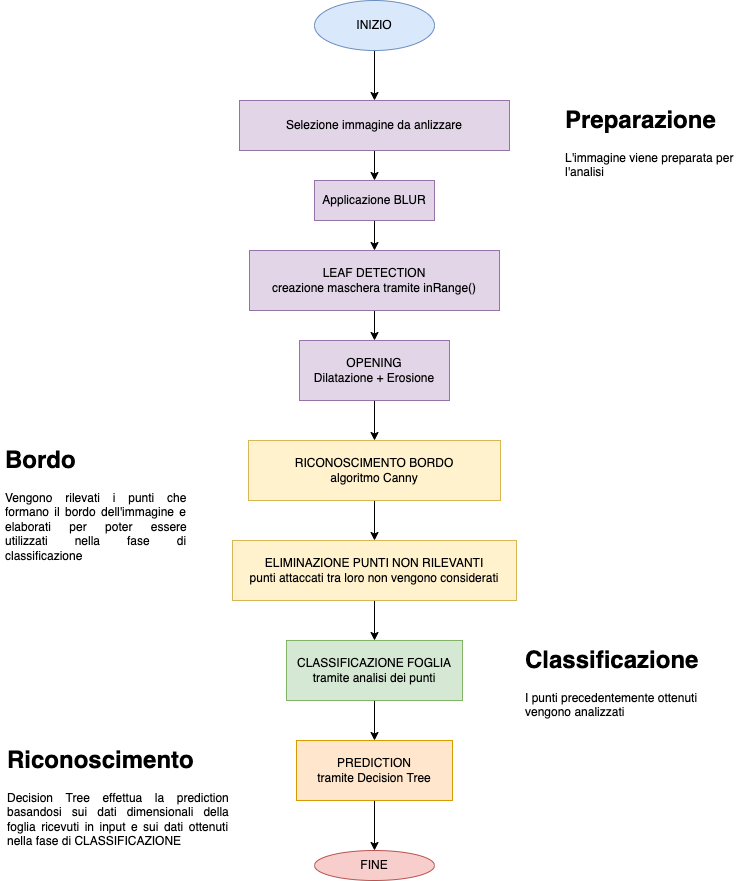 INIZIO
Selezione immagine da anlizzare
Preparazione
L'immagine viene preparata per
l'analisi
Applicazione BLUR
LEAF DETECTION
creazione maschera tramite inRange()
OPENING
Dilatazione + Erosione
Bordo
Vengono rilevati i punti che
formano il bordo dell'immagine e
elaborati per poter essere
utilizzati nella fase di
classificazione
RICONOSCIMENTO BORDO
algoritmo Canny
ELIMINAZIONE PUNTI NON RILEVANTI
punti attaccati tra loro non vengono considerati
CLASSIFICAZIONE FOGLIA
tramite analisi dei punti
Classificazione
I punti precedentemente ottenuti
vengono analizzati
Riconoscimento
Decision Tree effettua la prediction
basandosi sui dati dimensionali della
foglia ricevuti in input e sui dati ottenuti
nella fase di CLASSIFICAZIONE
PREDICTION
tramite Decision Tree
FINE